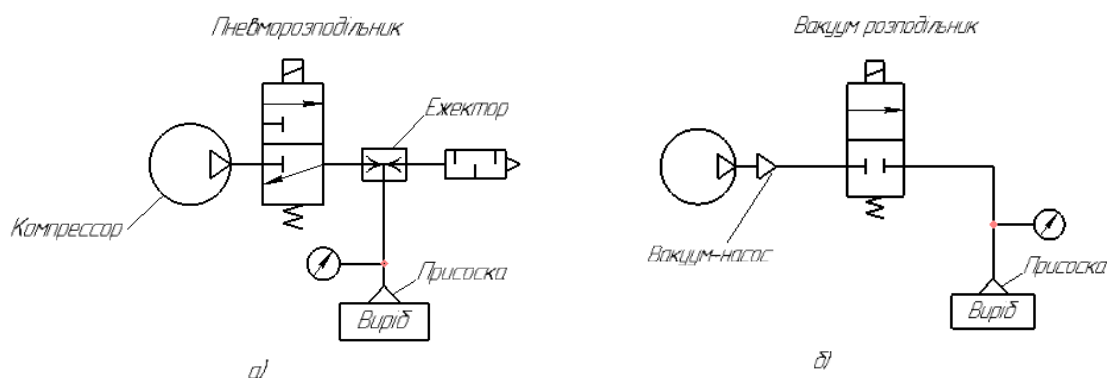 Пневморозподільник
Ежектор
Компрессор
Присоска
Виріб
а)
Вакуум розподільник
Вакуум-насос
Присоска
Виріб
б)